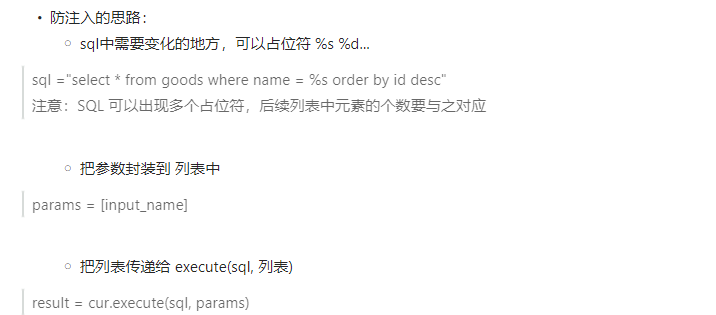 • 防注入的思路：
○ sql中需要变化的地方，可以占位符 %s %d...
sql ="select * from goods where name = %s order by id desc"
注意：SQL 可以出现多个占位符，后续列表中元素的个数要与之对应
○ 把参数封装到 列表中
params = [input_name]
○ 把列表传递给 execute(sql, 列表)
result = cur.execute(sql, params)